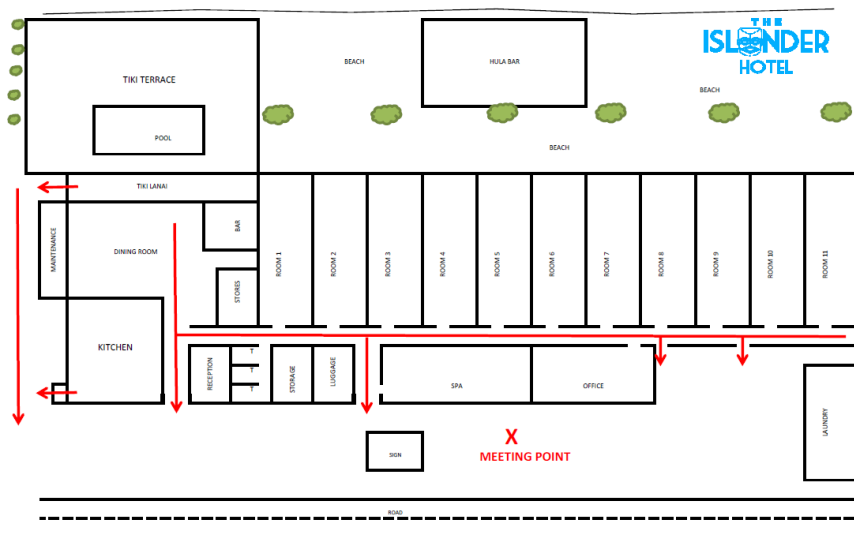 THE
ISLANDER
HOTEL
TIKI TERRACE
POOL
BEACH
HULA BAR
BEACH
BEACH
TIKI LANAI
MAINTENANCE
DINING ROOM
BAR
STORES
KITCHEN
ROOM 1
ROOM 2
ROOM 3
ROOM 4
ROOM 5
ROOM 6
ROOM 7
ROOM 8
ROOM 9
ROOM 10
ROOM 11
RECEPTION
T
T
T
STORAGE
LUGGAGE
SPA
OFFICE
LAUNDRY
SIGN
X
MEETING POINT
ROAD